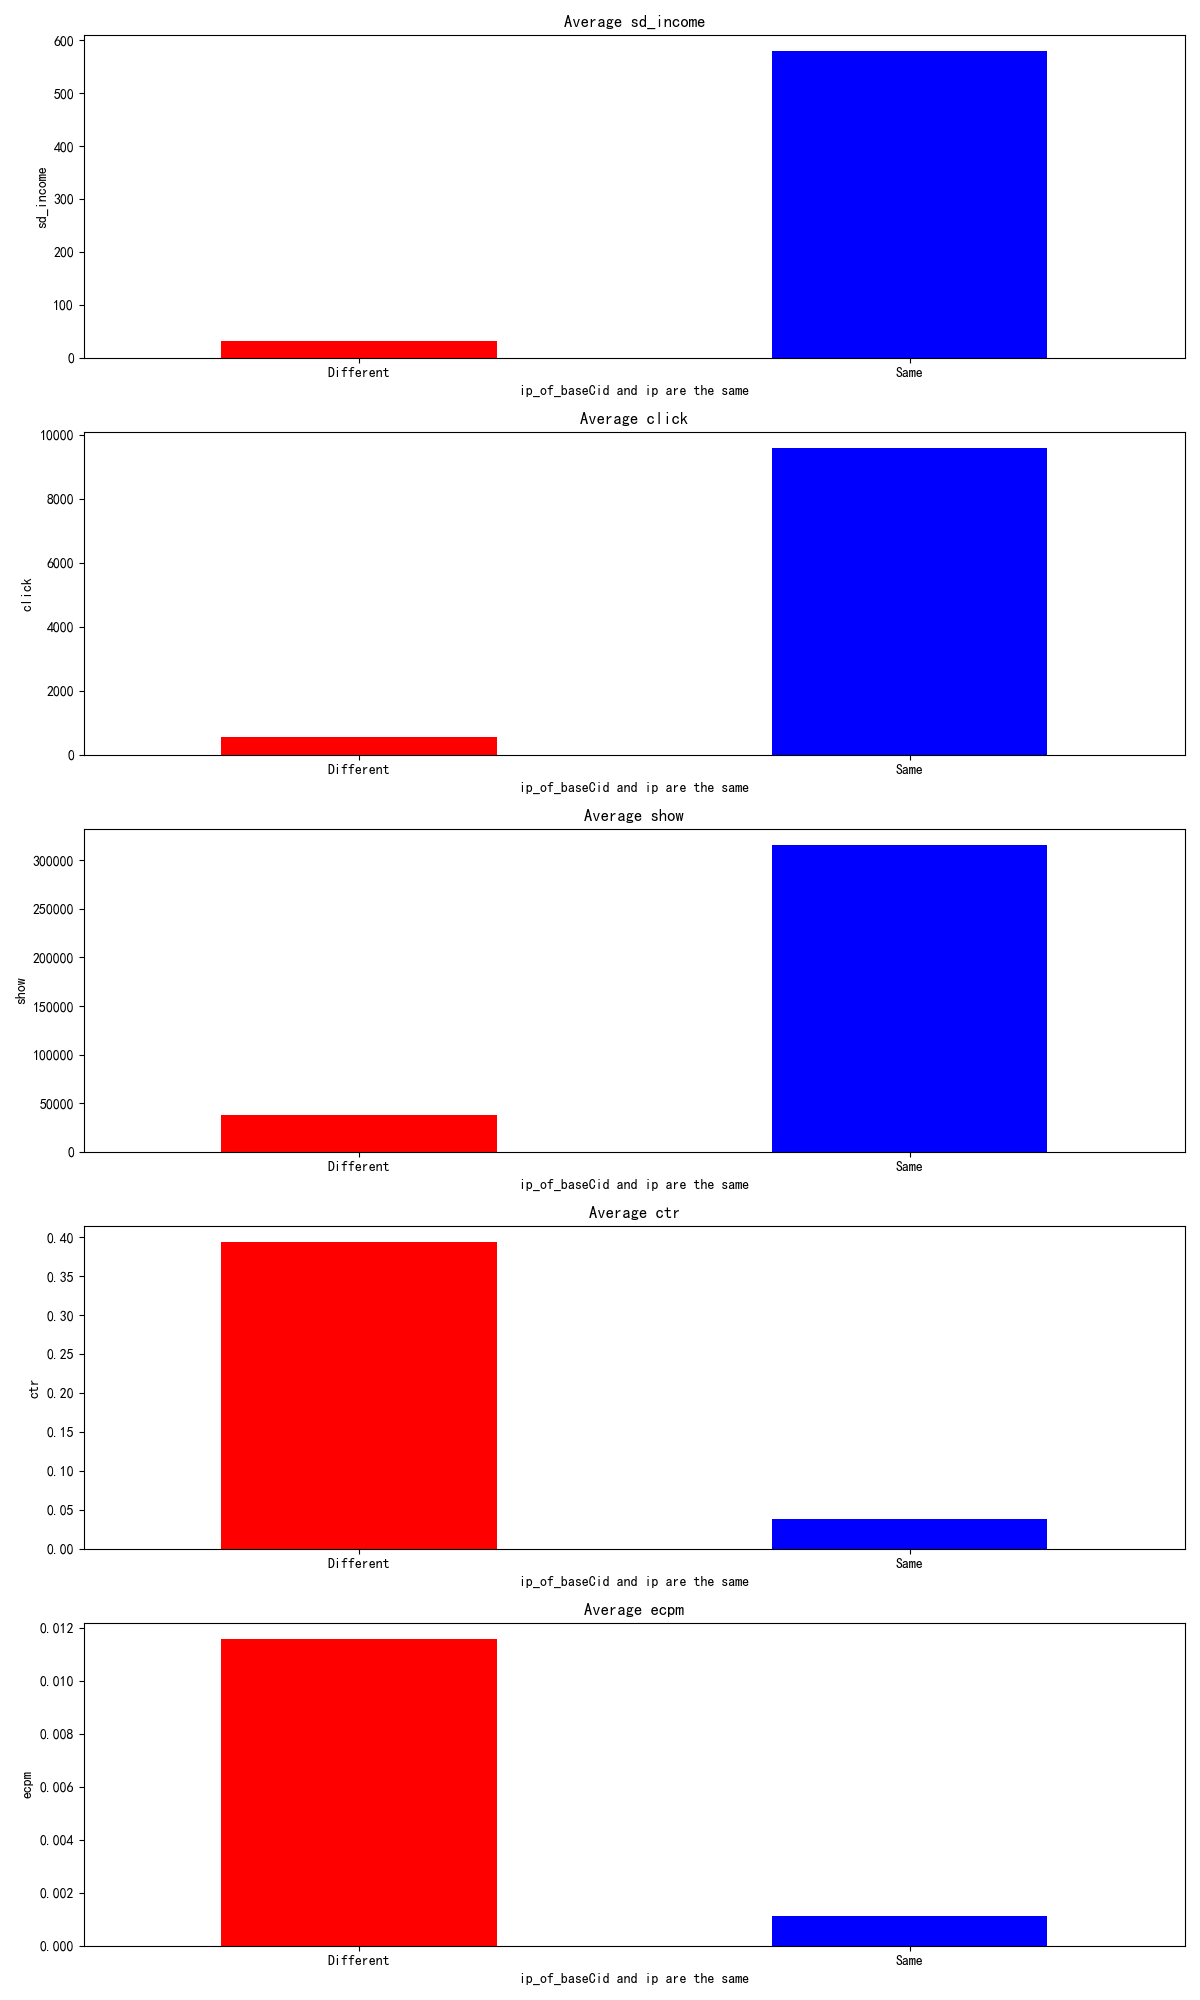 Average sd_income
600
500
400
300
200
100
0
sd_income
Different
Same
ip_of_baseCid and ip are the same
Average click
10000
8000
6000
4000
2000
0
click
Different
Same
ip_of_baseCid and ip are the same
Average show
300000
250000
200000
150000
100000
50000
0
show
Different
Same
ip_of_baseCid and ip are the same
Average ctr
0.40
0.35
0.30
0.25
0.20
0.15
0.10
0.05
0.00
ctr
Different
Same
ip_of_baseCid and ip are the same
Average ecpm
0.012
0.010
0.008
0.006
0.004
0.002
0.000
ecpm
Different
Same
ip_of_baseCid and ip are the same